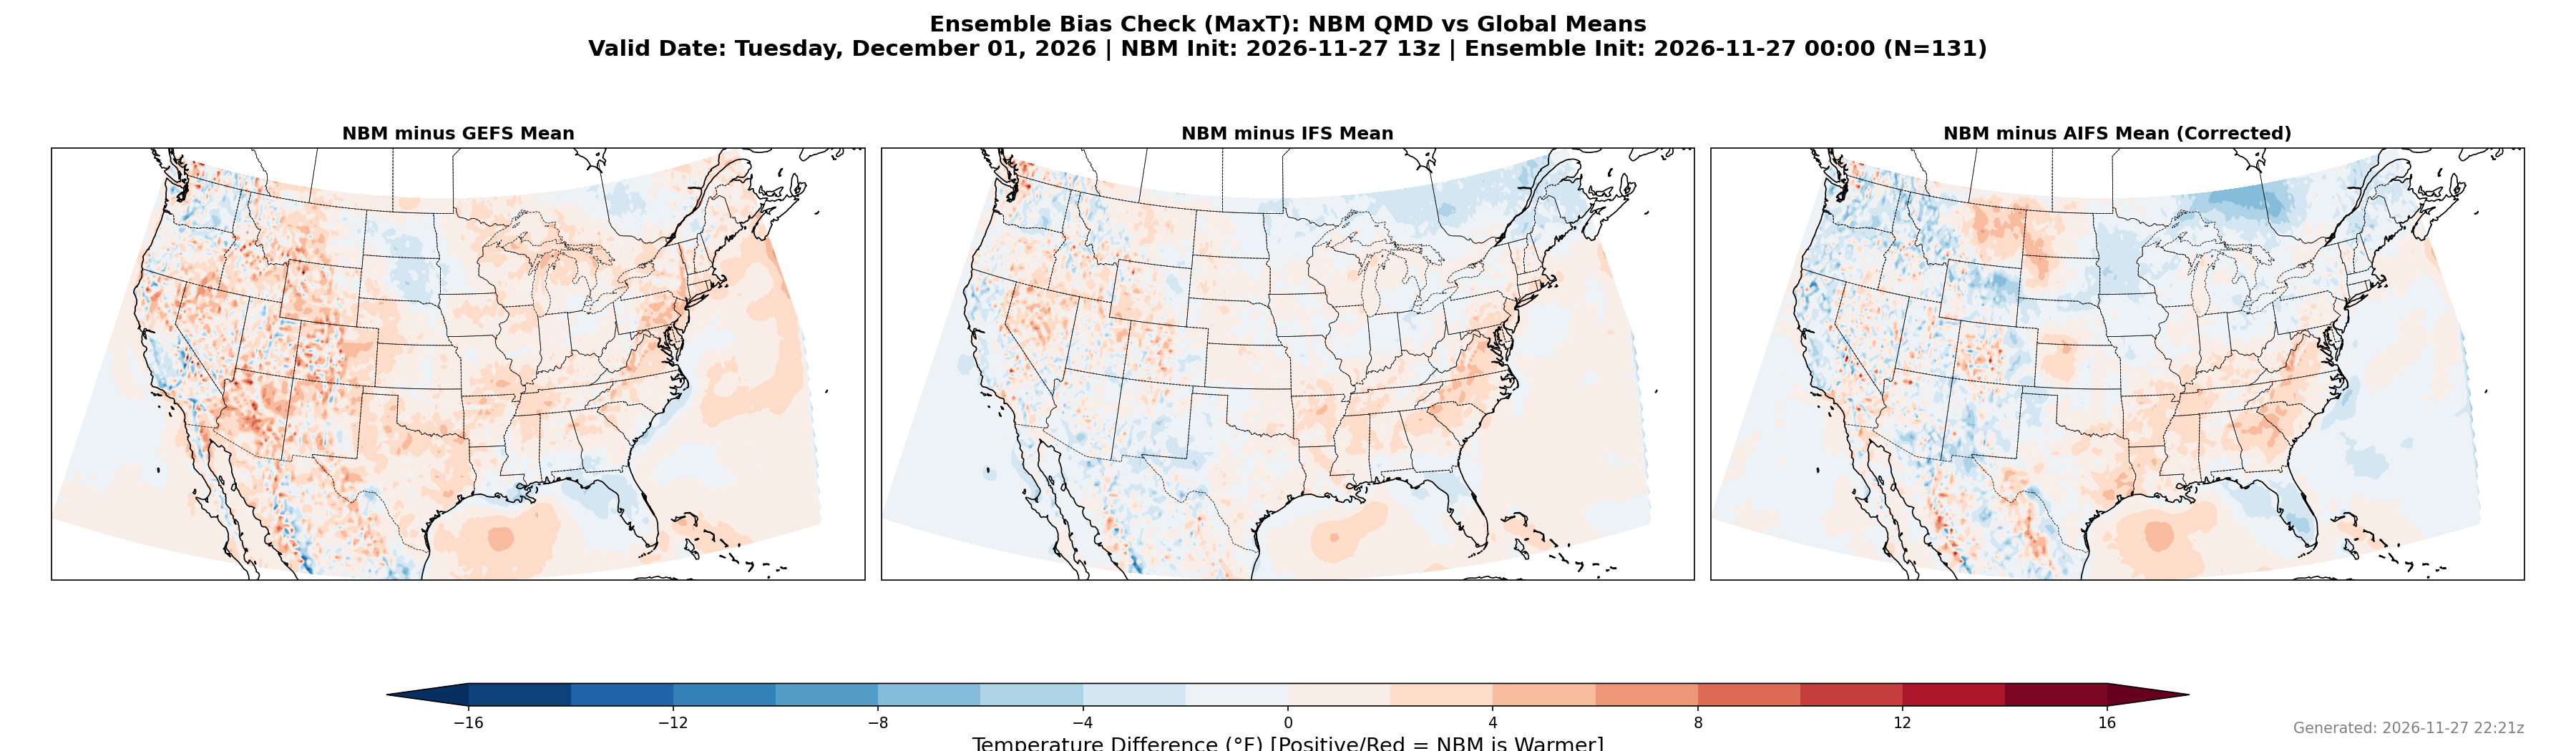 Ensemble Bias Check (MaxT): NBM QMD vs Global Means
Valid Date: Tuesday, December 01, 2026 | NBM Init: 2026-11-27 13z | Ensemble Init: 2026-11-27 00:00 (N=131)
NBM minus GEFS Mean
NBM minus IFS Mean
NBM minus AIFS Mean (Corrected)
−16 −12 −8 −4 0 4 8 12 16
Temperature Difference (°F) [Positive/Red = NBM is Warmer]
Generated: 2026-11-27 22:21z